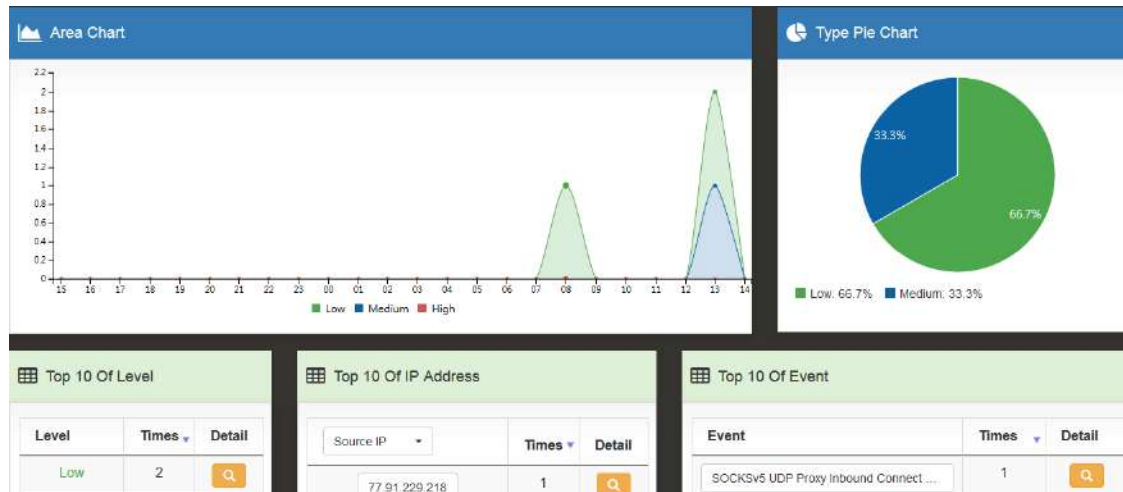 Area Chart
2.2
2
1.8
1.6
1.4
1.2
1
0.8
0.6
0.4
0.2
0
15 16 17 18 19 20 21 22 23 00 01 02 03 04 05 06 07 08 09 10 11 12 13 14
Low Medium High
Type Pie Chart
33.3%
66.7%
Low: 66.7% Medium: 33.3%
Top 10 Of Level
Level Times Detail
Low 2
Top 10 Of IP Address
Source IP Times Detail
77.91.229.218 1
Top 10 Of Event
Event Times Detail
SOCKSv5 UDP Proxy Inbound Connect .... 1